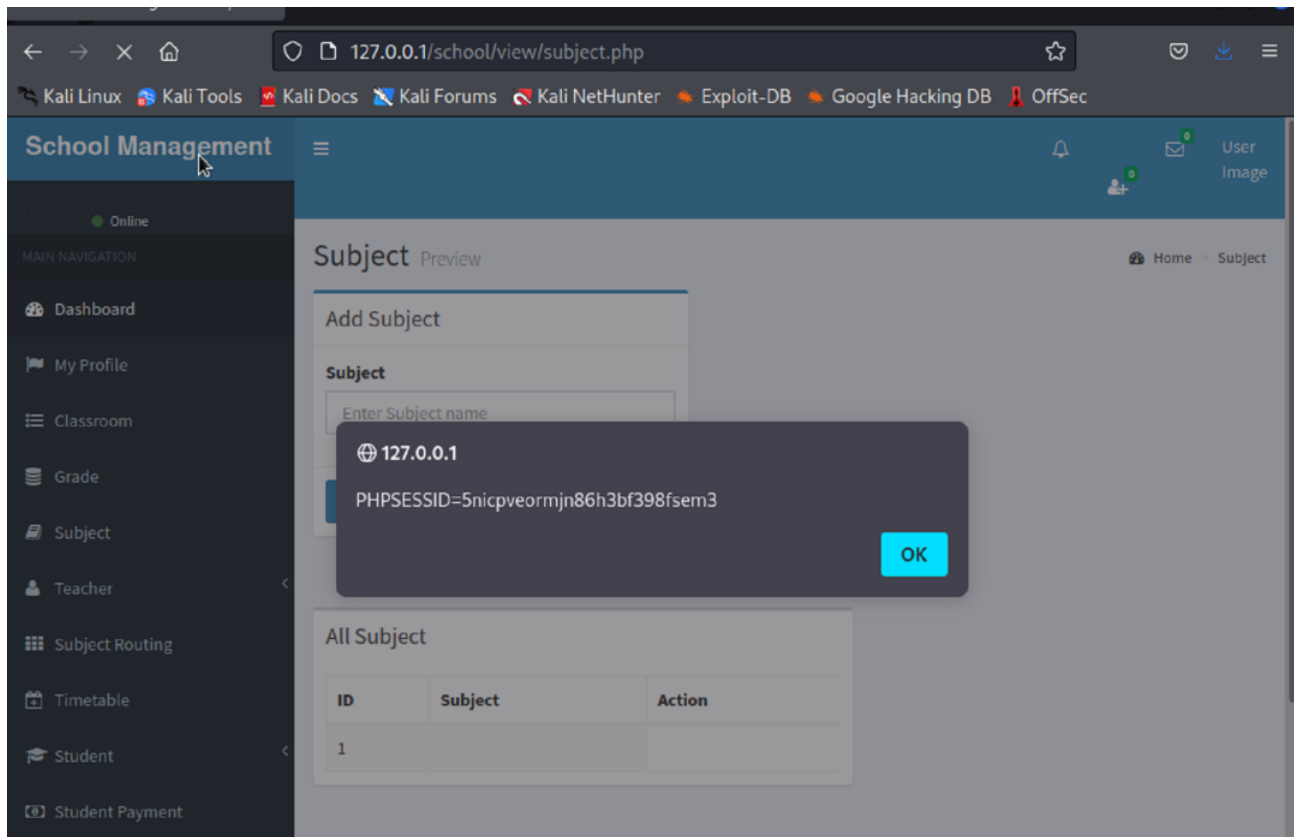 127.0.0.1/school/view/subject.php
Kali Linux Kali Tools Kali Docs Kali Forums Kali NetHunter Exploit-DB Google Hacking DB OffSec
School Management
0
User Image
0
Online
MAIN NAVIGATION
Dashboard
My Profile
Classroom
Grade
Subject
Teacher
Subject Routing
Timetable
Student
Student Payment
Subject Preview
Home > Subject
Add Subject
Subject
Enter Subject name
127.0.0.1
PHPSESSID=5nicpveormjn86h3bf398fsem3
OK
All Subject
ID Subject Action
1